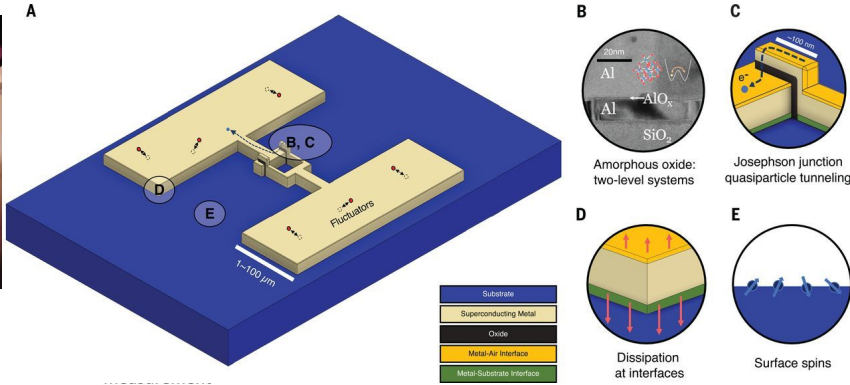 A
B, C
D
E
Fluctuators
1~100 µm
Substrate
Superconducting Metal
Oxide
Metal-Air Interface
Metal-Substrate Interface
B
20nm
Al
AlOₓ
Al
SiO₂
Amorphous oxide:
two-level systems
C
~100 nm
e-
Josephson junction
quasiparticle tunneling
D
Dissipation
at interfaces
E
Surface spins